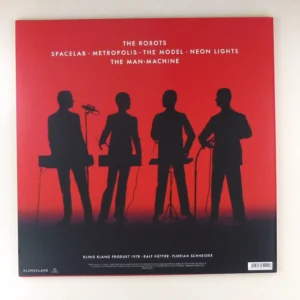 THE ROBOTS
SPACELAB · METROPOLIS · THE MODEL · NEON LIGHTS
THE MAN·MACHINE
KLING KLANG PRODUKT 1978 · RALF HÜTTER · FLORIAN SCHNEIDER
KLINGKLANG